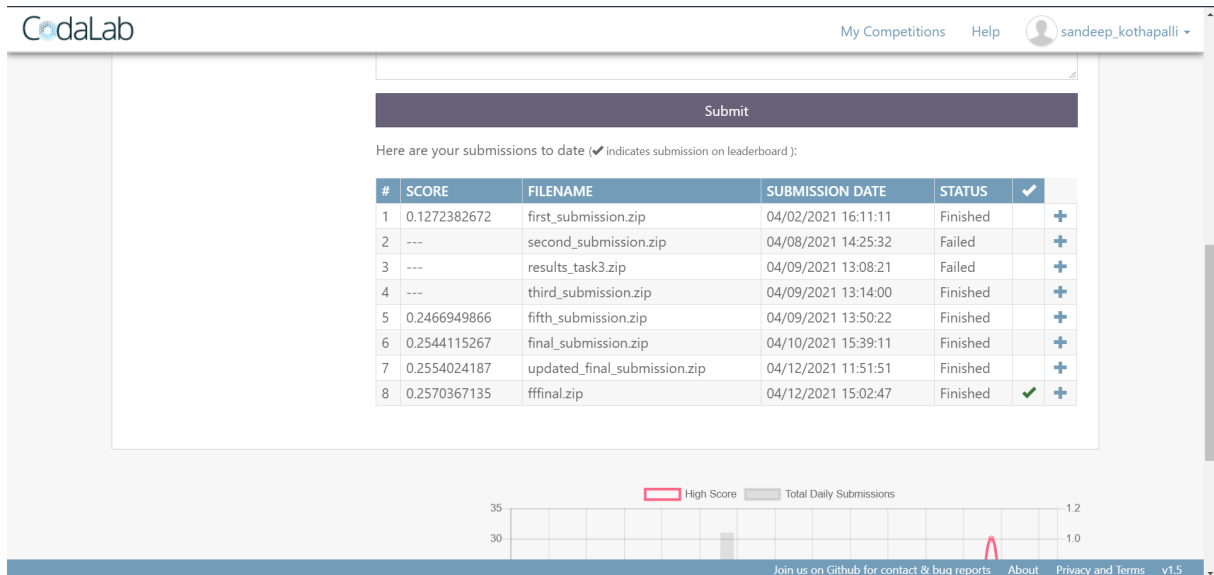 CodaLab My Competitions Help sandeep_kothapalli
Submit
Here are your submissions to date (✔ indicates submission on leaderboard ):
# SCORE FILENAME SUBMISSION DATE STATUS ✔
1 0.1272382672 first_submission.zip 04/02/2021 16:11:11 Finished +
2 --- second_submission.zip 04/08/2021 14:25:32 Failed +
3 --- results_task3.zip 04/09/2021 13:08:21 Failed +
4 --- third_submission.zip 04/09/2021 13:14:00 Finished +
5 0.2466949866 fifth_submission.zip 04/09/2021 13:50:22 Finished +
6 0.2544115267 final_submission.zip 04/10/2021 15:39:11 Finished +
7 0.2554024187 updated_final_submission.zip 04/12/2021 11:51:51 Finished +
8 0.2570367135 fffinal.zip 04/12/2021 15:02:47 Finished ✔ +
High Score Total Daily Submissions
35 1.2
30 1.0
Join us on Github for contact & bug reports About Privacy and Terms v1.5